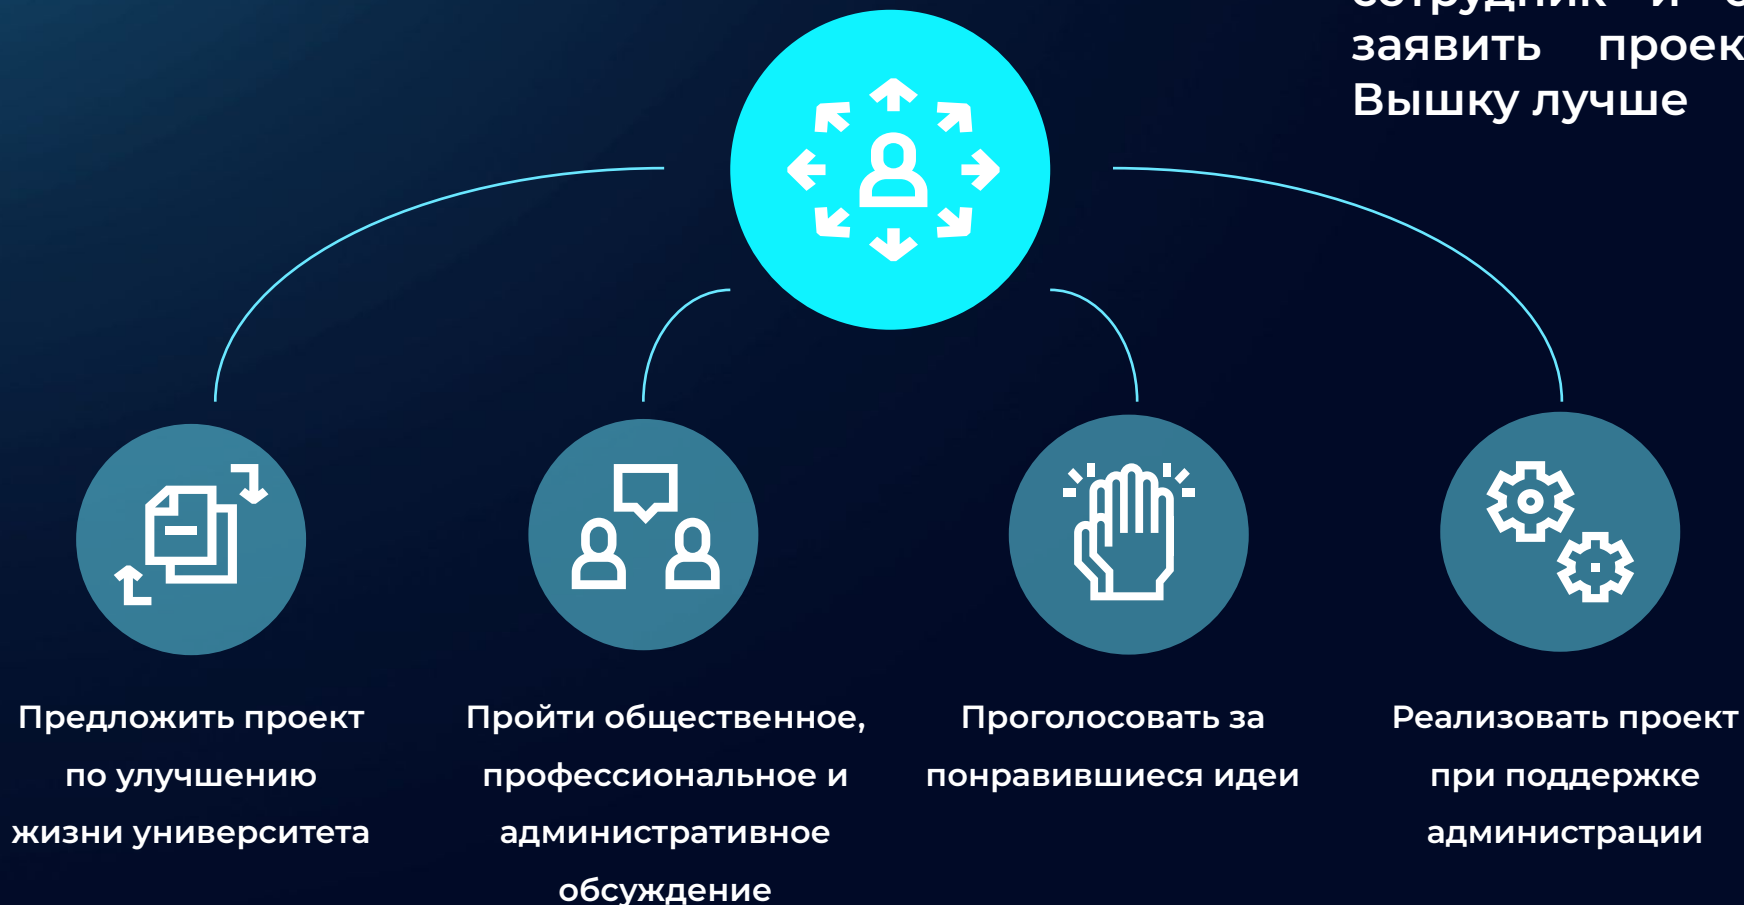 сотрудник и
заявить
Вышку лучше
Предложить проект
по улучшению
жизни университета
Пройти общественное,
профессиональное и
административное
обсуждение
Проголосовать за
понравившиеся идеи
Реализовать проект
при поддержке
администрации